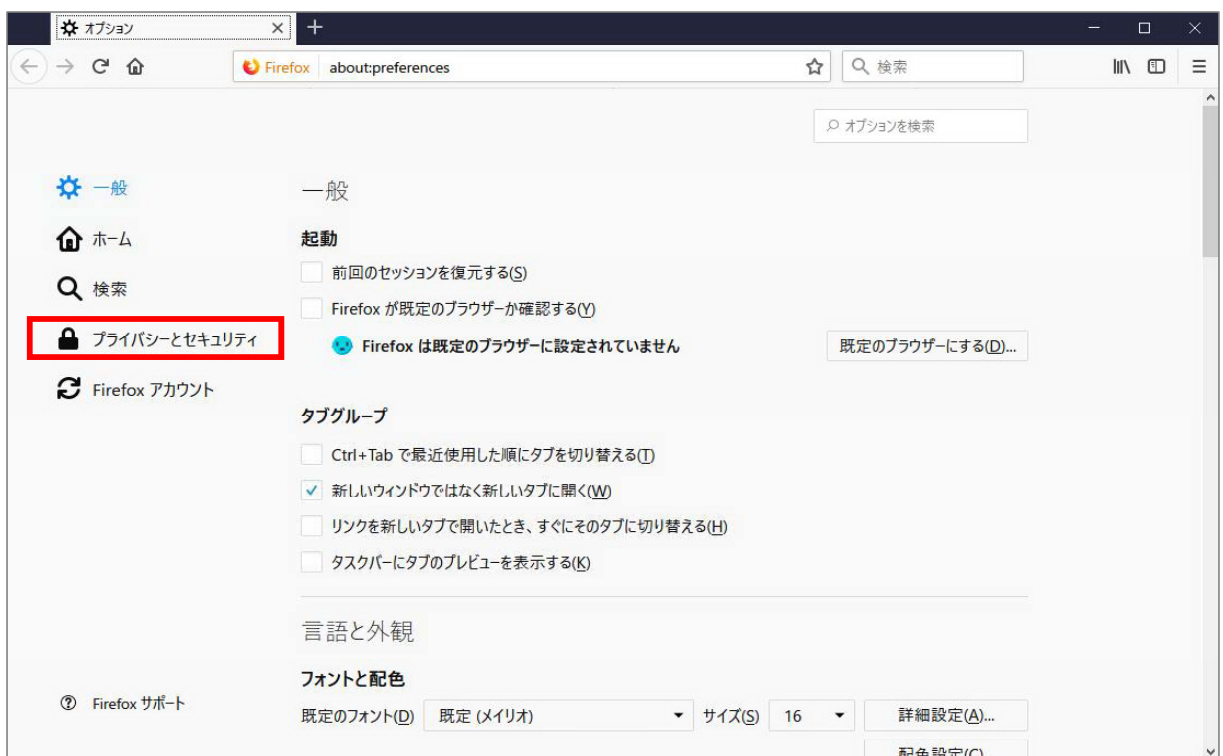 オプション
Firefox about:preferences 検索
オプションを検索
一般
ホーム
検索
プライバシーとセキュリティ
Firefox アカウント
Firefox サポート
一般
起動
前回のセッションを復元する(S)
Firefox が既定のブラウザーか確認する(Y)
Firefox は既定のブラウザーに設定されていません 既定のブラウザーにする(D)...
タブグループ
Ctrl+Tab で最近使用した順にタブを切り替える(T)
新しいウィンドウではなく新しいタブに開く(W)
リンクを新しいタブで開いたとき、すぐにそのタブに切り替える(H)
タスクバーにタブのプレビューを表示する(K)
言語と外観
フォントと配色
既定のフォント(D) 既定 (メイリオ) サイズ(S) 16 詳細設定(A)...
配色設定(C)